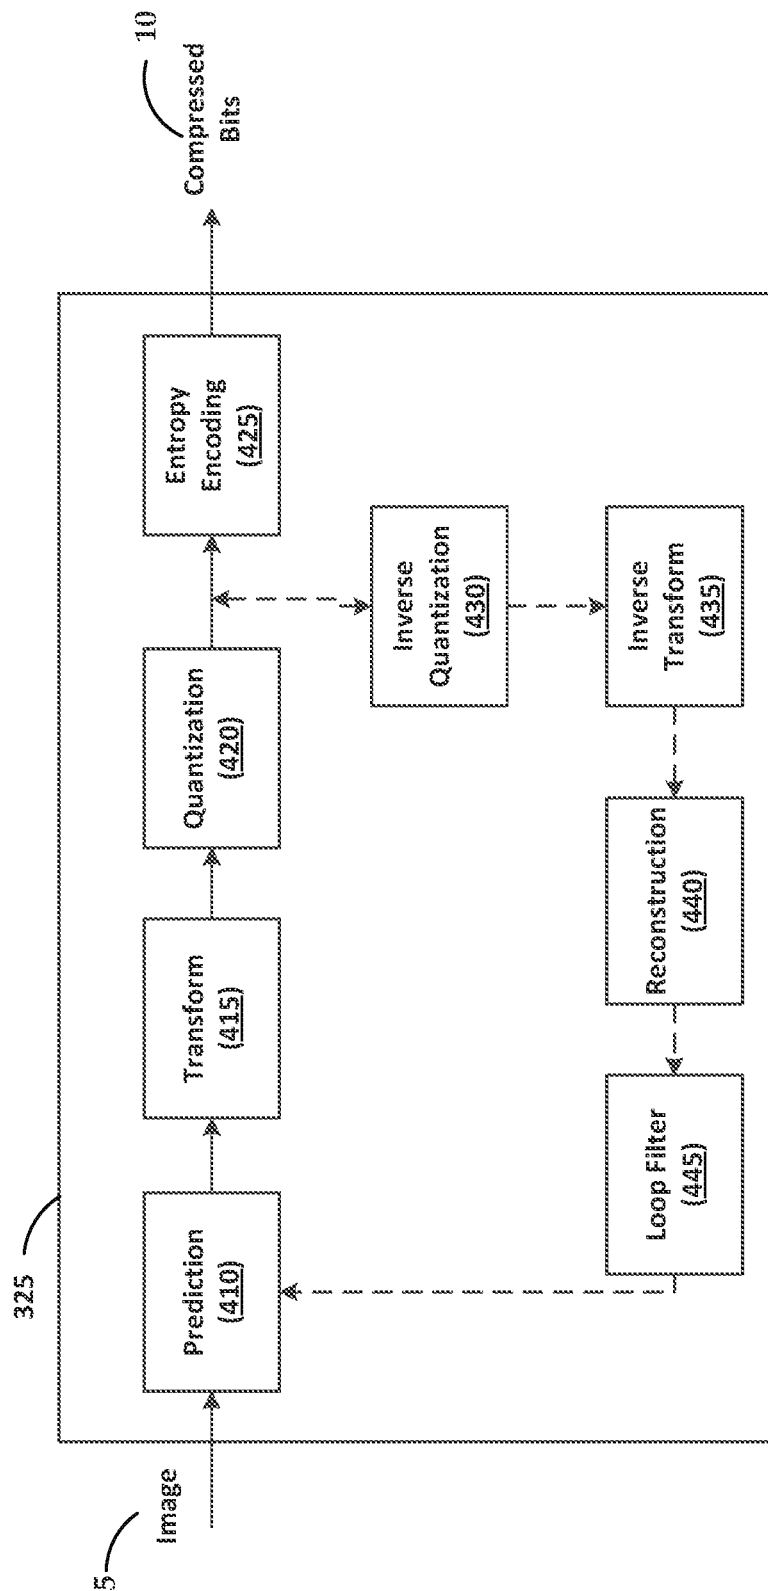 325
5
Image
Prediction
(410)
Transform
(415)
Quantization
(420)
Entropy
Encoding
(425)
Compressed
Bits
10
Inverse
Quantization
(430)
Loop Filter
(445)
Reconstruction
(440)
Inverse
Transform
(435)